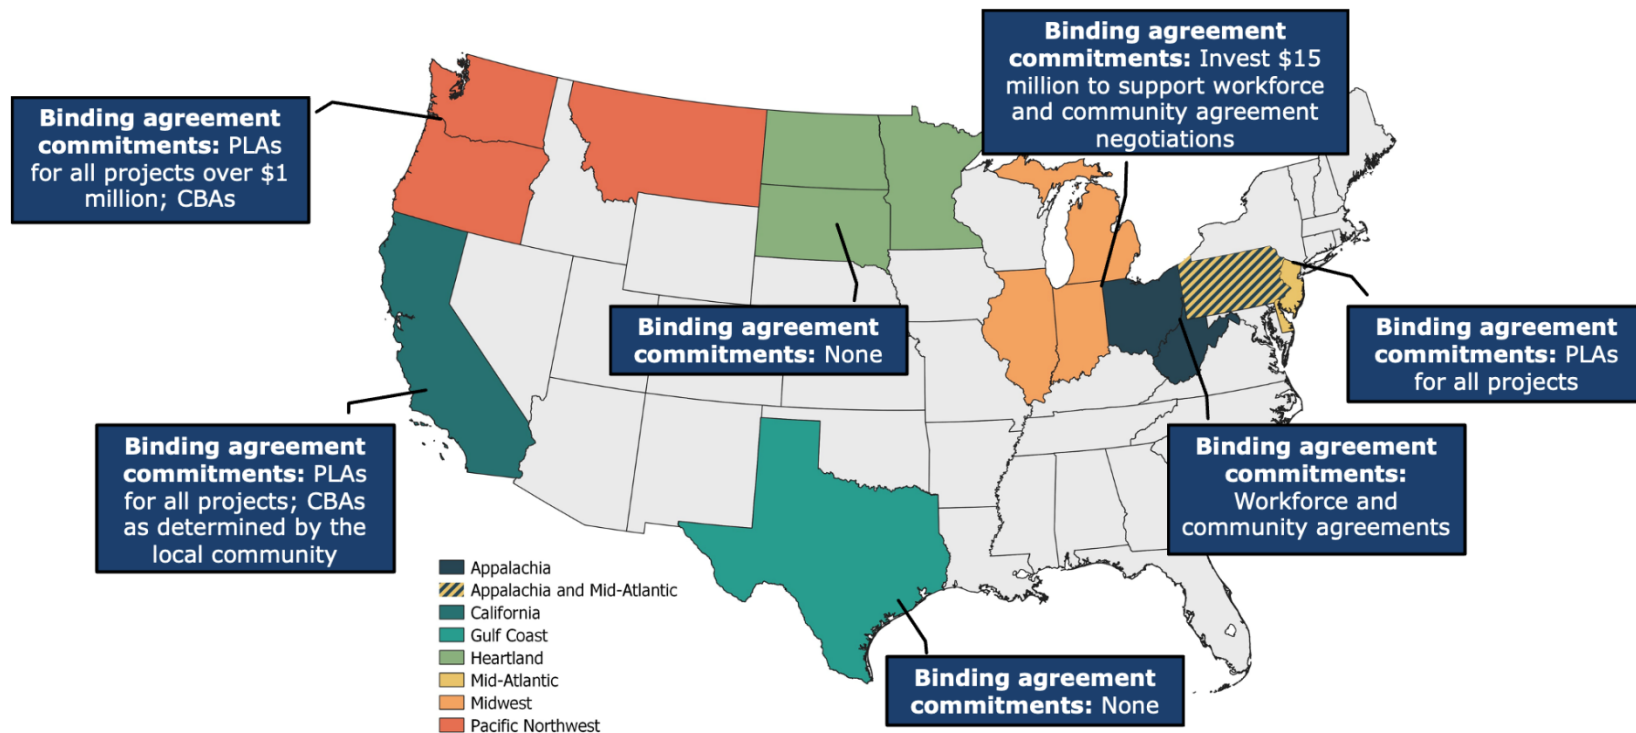 Binding agreement
commitments: Invest $15
million to support workforce
and community agreement
negotiations
Binding agreement
commitments: PLAs
for all projects over $1
million; CBAs
Binding agreement
commitments: None
Binding agreement
commitments: PLAs
for all projects
Binding agreement
commitments: PLAs
for all projects; CBAs
as determined by the
local community
Binding agreement
commitments:
Workforce and
community agreements
Appalachia
Appalachia and Mid-Atlantic
California
Gulf Coast
Heartland
Mid-Atlantic
Midwest
Pacific Northwest
Binding agreement
commitments: None